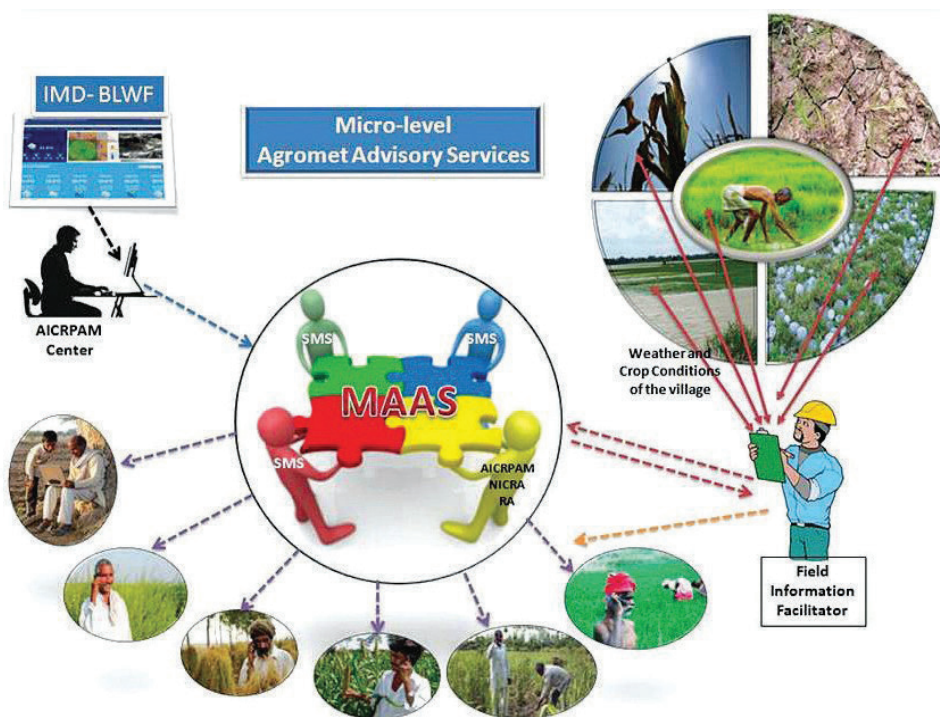 IMD- BLWF
Micro-level
Agromet Advisory Services
AICRPAM
Center
SMS
SMS
MAAS
SMS
AICRPAM
NICRA
RA
Weather and
Crop Conditions
of the village
Field
Information
Facilitator